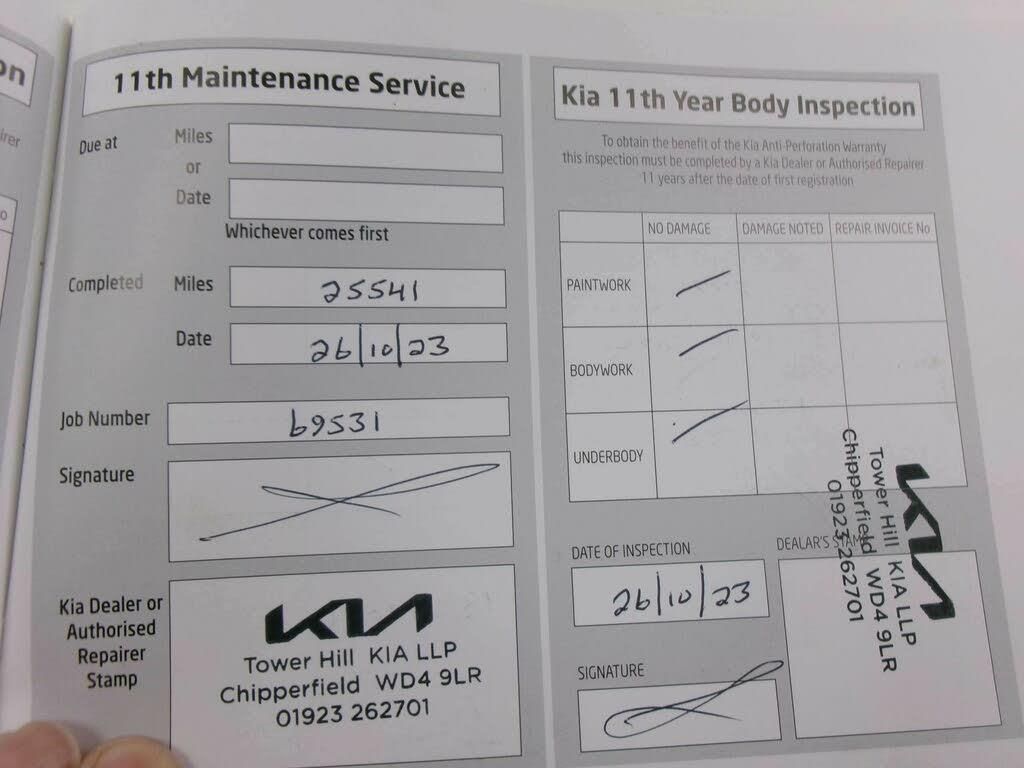 on
11th Maintenance Service
Due at
Miles
or
Date
Whichever comes first
Completed
Miles
25541
Date
26/10/23
Job Number
69531
Signature
Kia Dealer or
Authorised
Repairer
Stamp
KIA
Tower Hill KIA LLP
Chipperfield WD4 9LR
01923 262701
Kia 11th Year Body Inspection
To obtain the benefit of the Kia Anti-Perforation Warranty
this inspection must be completed by a Kia Dealer or Authorised Repairer
11 years after the date of first registration
NO DAMAGE DAMAGE NOTED REPAIR INVOICE No
PAINTWORK
BODYWORK
UNDERBODY
DATE OF INSPECTION
26/10/23
SIGNATURE
DEALAR'S STAMP
KIA
Tower Hill KIA LLP
Chipperfield WD4 9LR
01923 262701